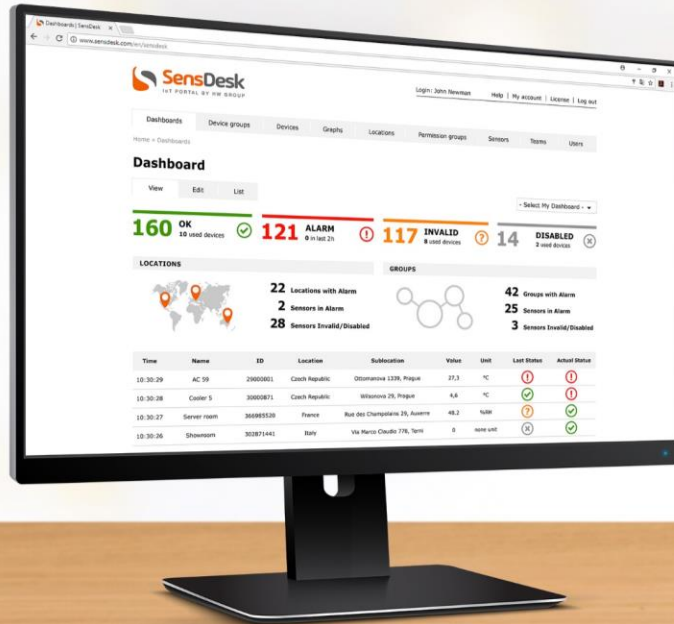 Dashboards | SensDesk
www.sensdesk.com/en/sensdesk
SensDesk
IoT PORTAL BY HW GROUP
Login: John Newman Help | My account | License | Log out
Dashboards Device groups Devices Graphs Locations Permission groups Sensors Teams Users
Home » Dashboards
Dashboard
View Edit List
- Select My Dashboard -
160 OK 121 ALARM 117 INVALID 14 DISABLED
10 used devices 0 in last 2h 8 used devices 3 used devices
LOCATIONS GROUPS
22 Locations with Alarm 42 Groups with Alarm
2 Sensors in Alarm 25 Sensors in Alarm
28 Sensors Invalid/Disabled 3 Sensors Invalid/Disabled
Time Name ID Location Sublocation Value Unit Last Status Actual Status
10:30:29 AC 59 29000801 Czech Republic Ottomanova 1339, Prague 27,3 °C
10:30:28 Cooler 5 30000871 Czech Republic Wilsonova 29, Prague 4,6 °C
10:30:27 Server room 366985520 France Rue des Champelains 29, Auxerre 48,2 %RH
10:30:26 Showroom 302871441 Italy Via Marco Claudio 778, Terni 0 none unit